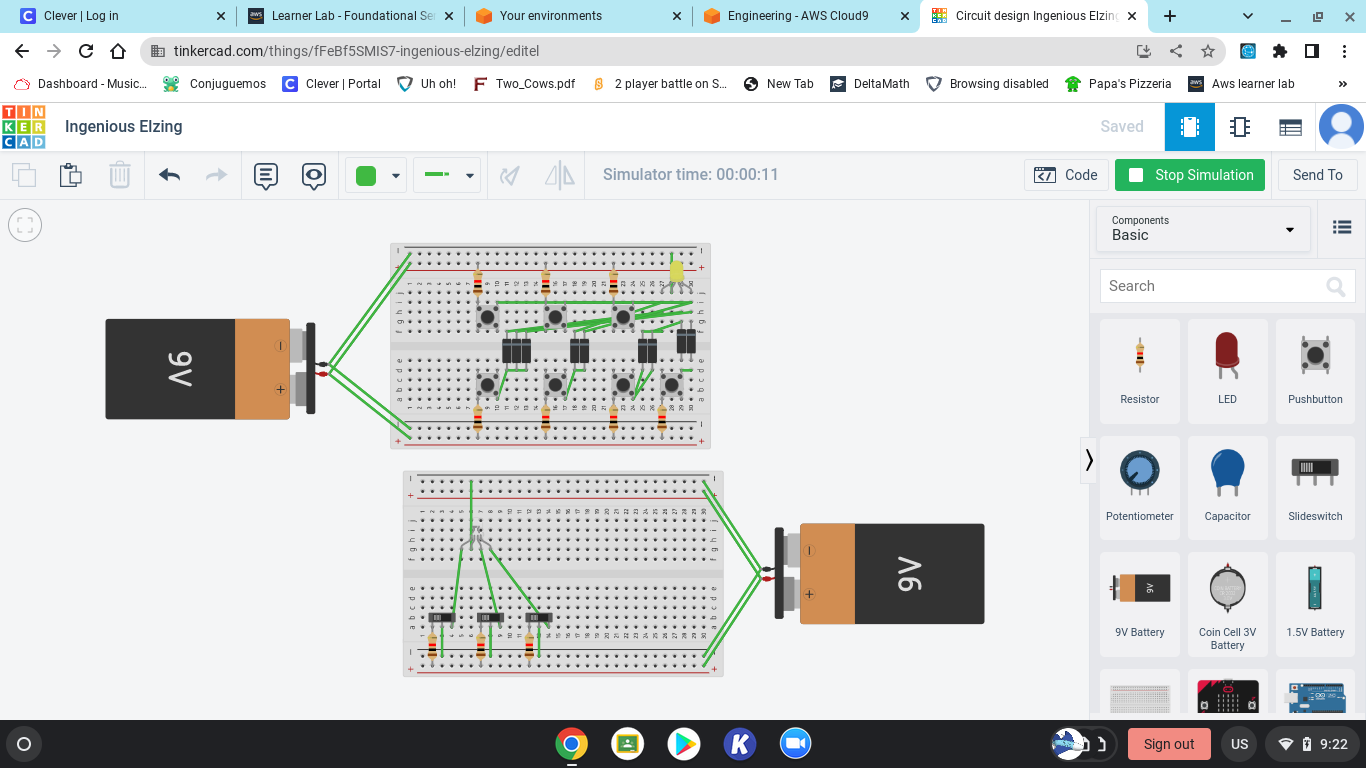 Clever | Log in
Learner Lab - Foundational Se
Your environments
Engineering - AWS Cloud9
Circuit design Ingenious Elzing
tinkercad.com/things/fFeBf5SMIS7-ingenious-elzing/editel
Dashboard - Music...
Conjuguemos
Clever | Portal
Uh oh!
Two_Cows.pdf
2 player battle on S...
New Tab
DeltaMath
Browsing disabled
Papa's Pizzeria
Aws learner lab
TIN
KER
CAD
Ingenious Elzing
Saved
Simulator time: 00:00:11
Code
Stop Simulation
Send To
Components
Basic
Search
Resistor
LED
Pushbutton
Potentiometer
Capacitor
Slideswitch
9V Battery
Coin Cell 3V
Battery
1.5V Battery
9V
9V
Sign out
US
9:22